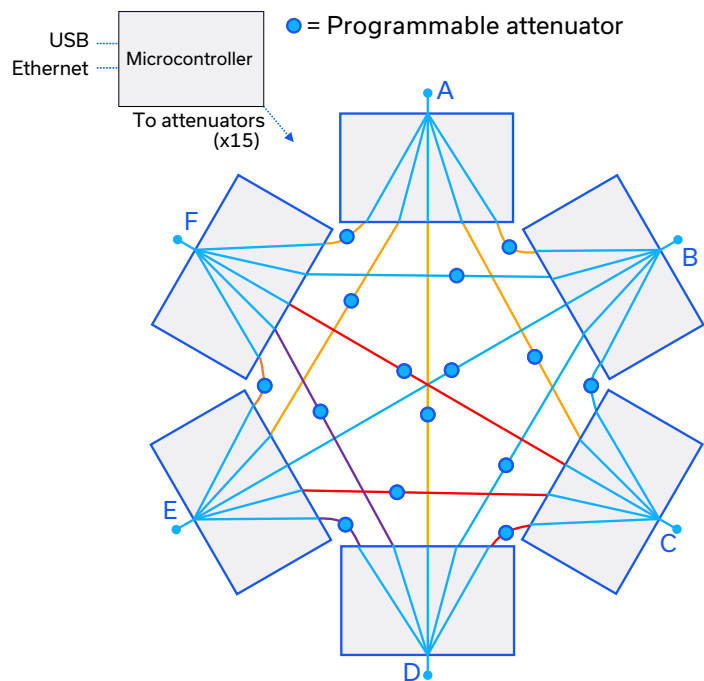 = Programmable attenuator
USB
Ethernet
Microcontroller
To attenuators
(x15)
A
F
B
E
C
D